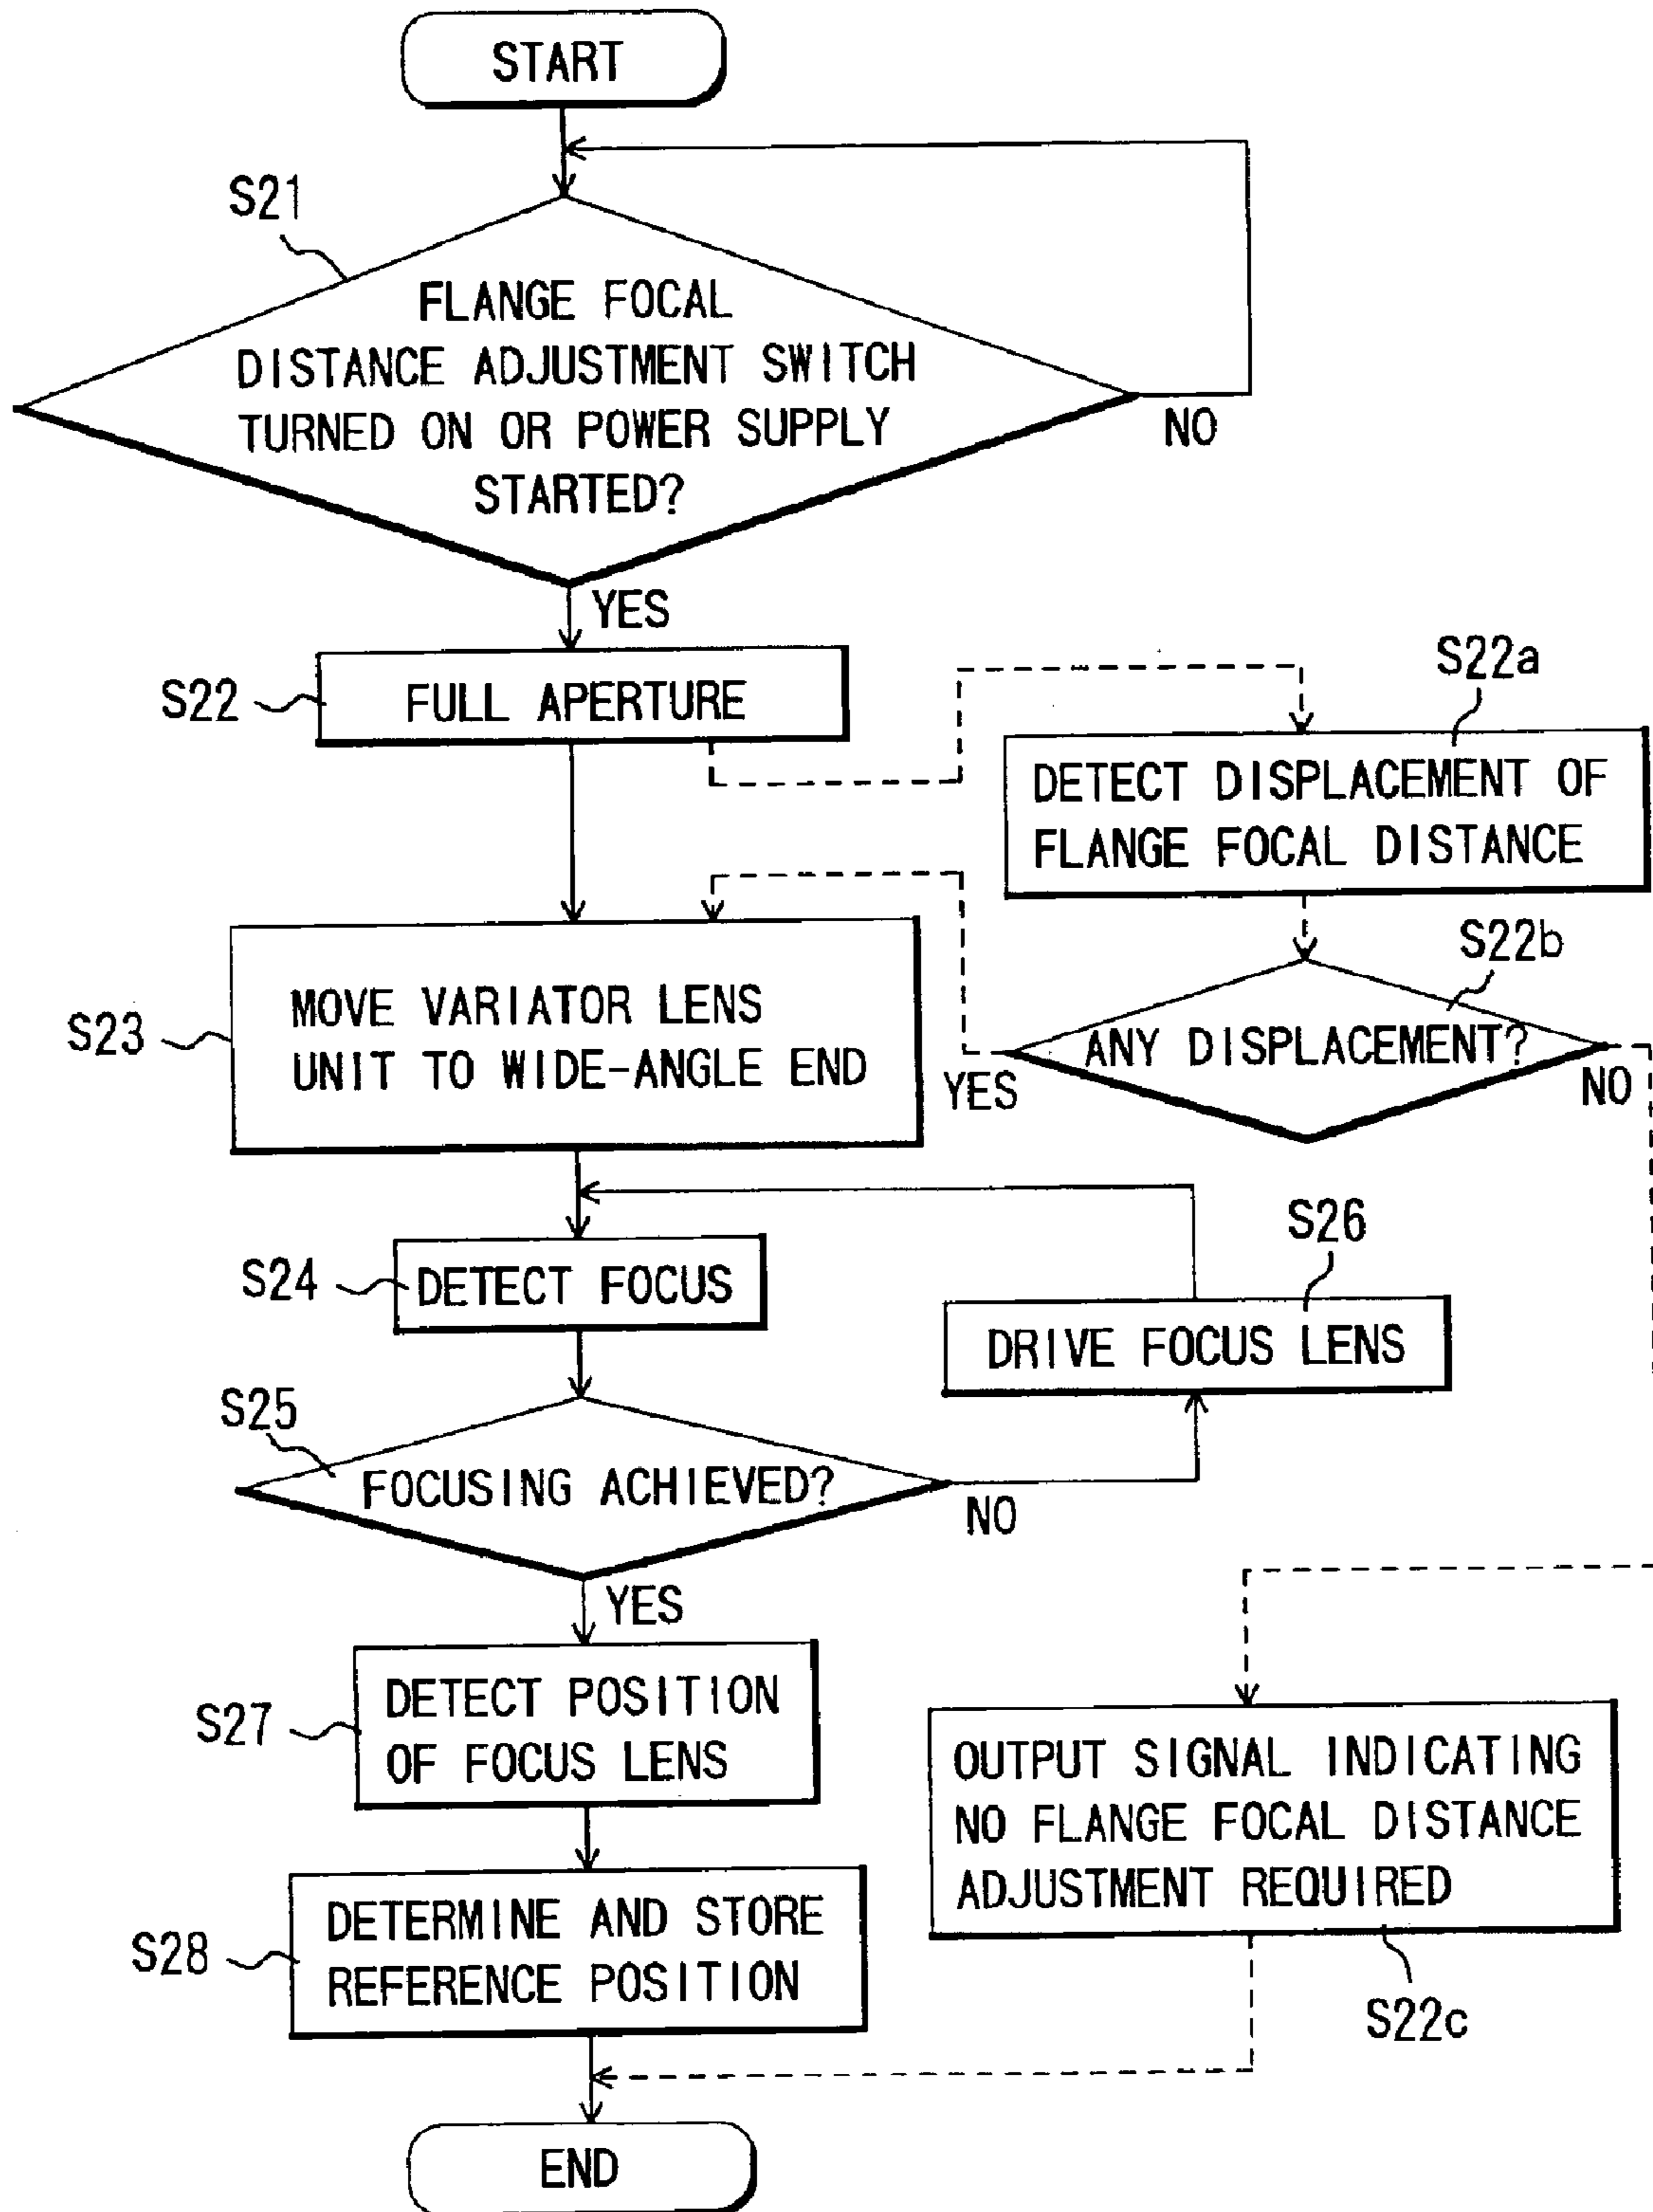 START
S21
FLANGE FOCAL
DISTANCE ADJUSTMENT SWITCH
TURNED ON OR POWER SUPPLY
STARTED?
NO
YES
S22
FULL APERTURE
S22a
DETECT DISPLACEMENT OF
FLANGE FOCAL DISTANCE
S22b
ANY DISPLACEMENT?
YES
NO
S23
MOVE VARIATOR LENS
UNIT TO WIDE-ANGLE END
S24
DETECT FOCUS
S26
DRIVE FOCUS LENS
S25
FOCUSING ACHIEVED?
NO
YES
S27
DETECT POSITION
OF FOCUS LENS
OUTPUT SIGNAL INDICATING
NO FLANGE FOCAL DISTANCE
ADJUSTMENT REQUIRED
S22c
S28
DETERMINE AND STORE
REFERENCE POSITION
END